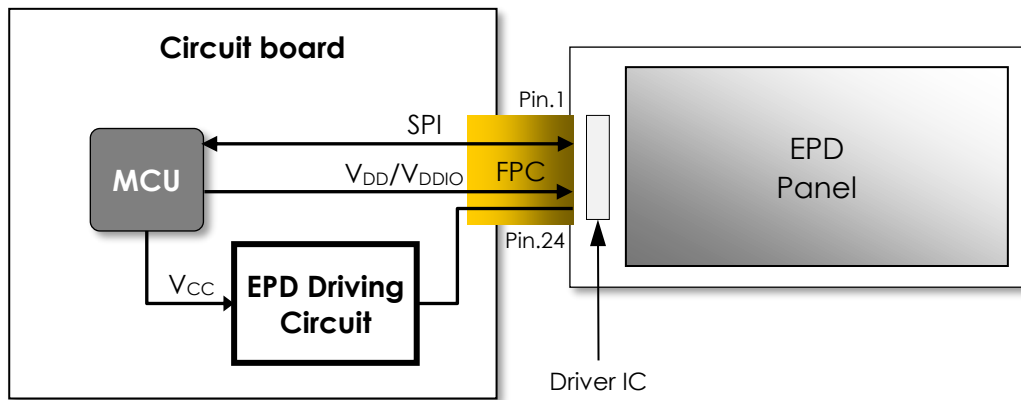 Circuit board
Pin.1
SPI
EPD
Panel
MCU
VDD/VDDIO
FPC
Pin.24
VCC
EPD Driving
Circuit
Driver IC